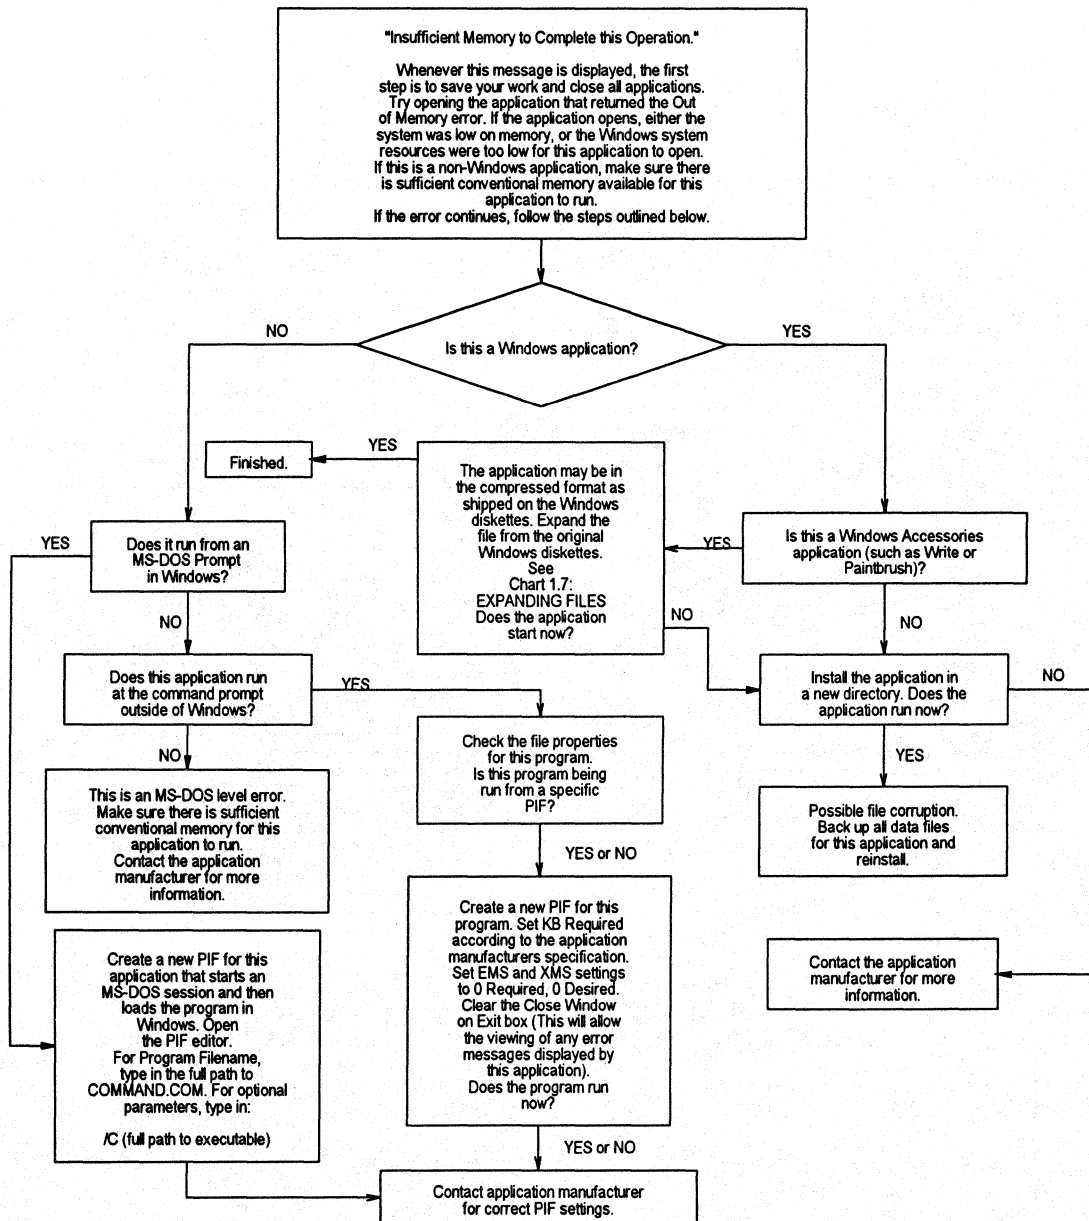 "Insufficient Memory to Complete this Operation."
Whenever this message is displayed, the first
step is to save your work and close all applications.
Try opening the application that returned the Out
of Memory error. If the application opens, either the
system was low on memory, or the Windows system
resources were too low for this application to open.
If this is a non-Windows application, make sure there
is sufficient conventional memory available for this
application to run.
If the error continues, follow the steps outlined below.
NO
Is this a Windows application?
YES
Finished.
YES
The application may be in
the compressed format as
shipped on the Windows
diskettes. Expand the
file from the original
Windows diskettes.
See
Chart 1.7:
EXPANDING FILES
Does the application
start now?
YES
Is this a Windows Accessories
application (such as Write or
Paintbrush)?
YES
Does it run from an
MS-DOS Prompt
in Windows?
NO
NO
NO
Does this application run
at the command prompt
outside of Windows?
YES
Install the application in
a new directory. Does the
application run now?
NO
Check the file properties
for this program.
Is this program being
run from a specific
PIF?
NO
YES
This is an MS-DOS level error.
Make sure there is sufficient
conventional memory for this
application to run.
Contact the application
manufacturer for more
information.
Possible file corruption.
Back up all data files
for this application and
reinstall.
YES or NO
Create a new PIF for this
program. Set KB Required
according to the application
manufacturers specification.
Set EMS and XMS settings
to 0 Required, 0 Desired.
Clear the Close Window
on Exit box (This will allow
the viewing of any error
messages displayed by
this application).
Does the program run
now?
Contact the application
manufacturer for more
information.
Create a new PIF for this
application that starts an
MS-DOS session and then
loads the program in
Windows. Open
the PIF editor.
For Program Filename,
type in the full path to
COMMAND.COM. For optional
parameters, type in:
/C (full path to executable)
YES or NO
Contact application manufacturer
for correct PIF settings.